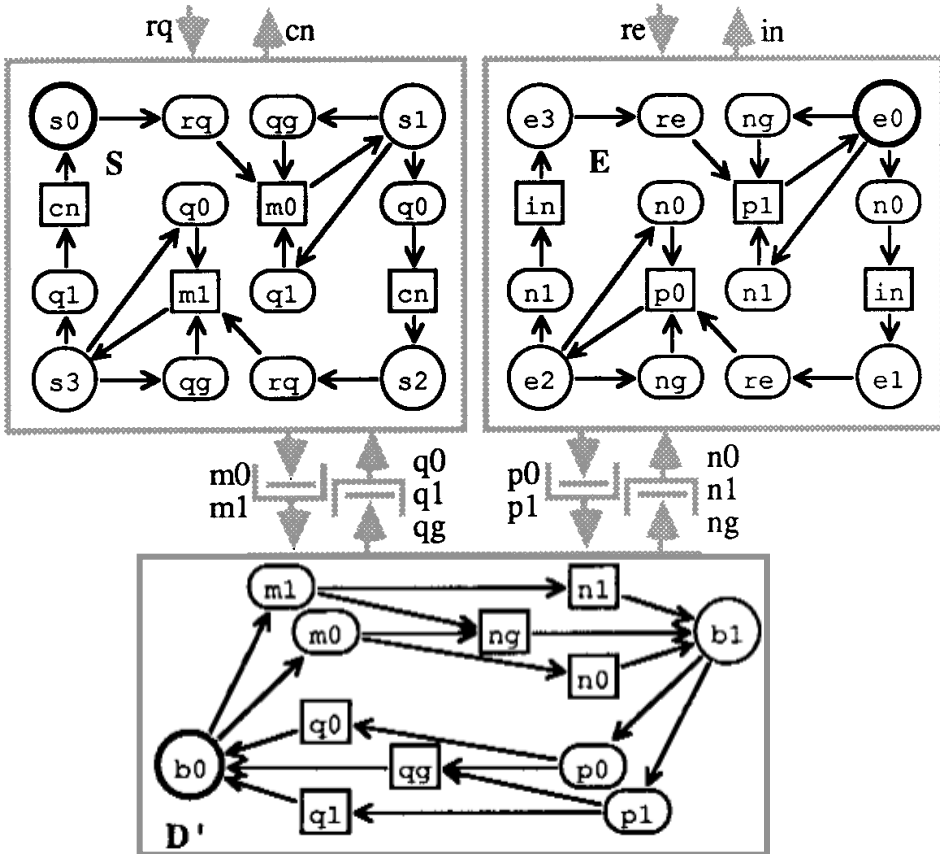 rq cn re in
s0 rq qg s1 e3 re ng e0
S E
cn q0 m0 q0 in n0 p1 n0
q1 m1 q1 cn n1 p0 n1 in
s3 qg rq s2 e2 ng re e1
m0 q0 p0 n0
m1 q1 p1 n1
qg ng
m1 n1
m0 ng b1
n0
q0
b0 qg p0
q1 p1
D'